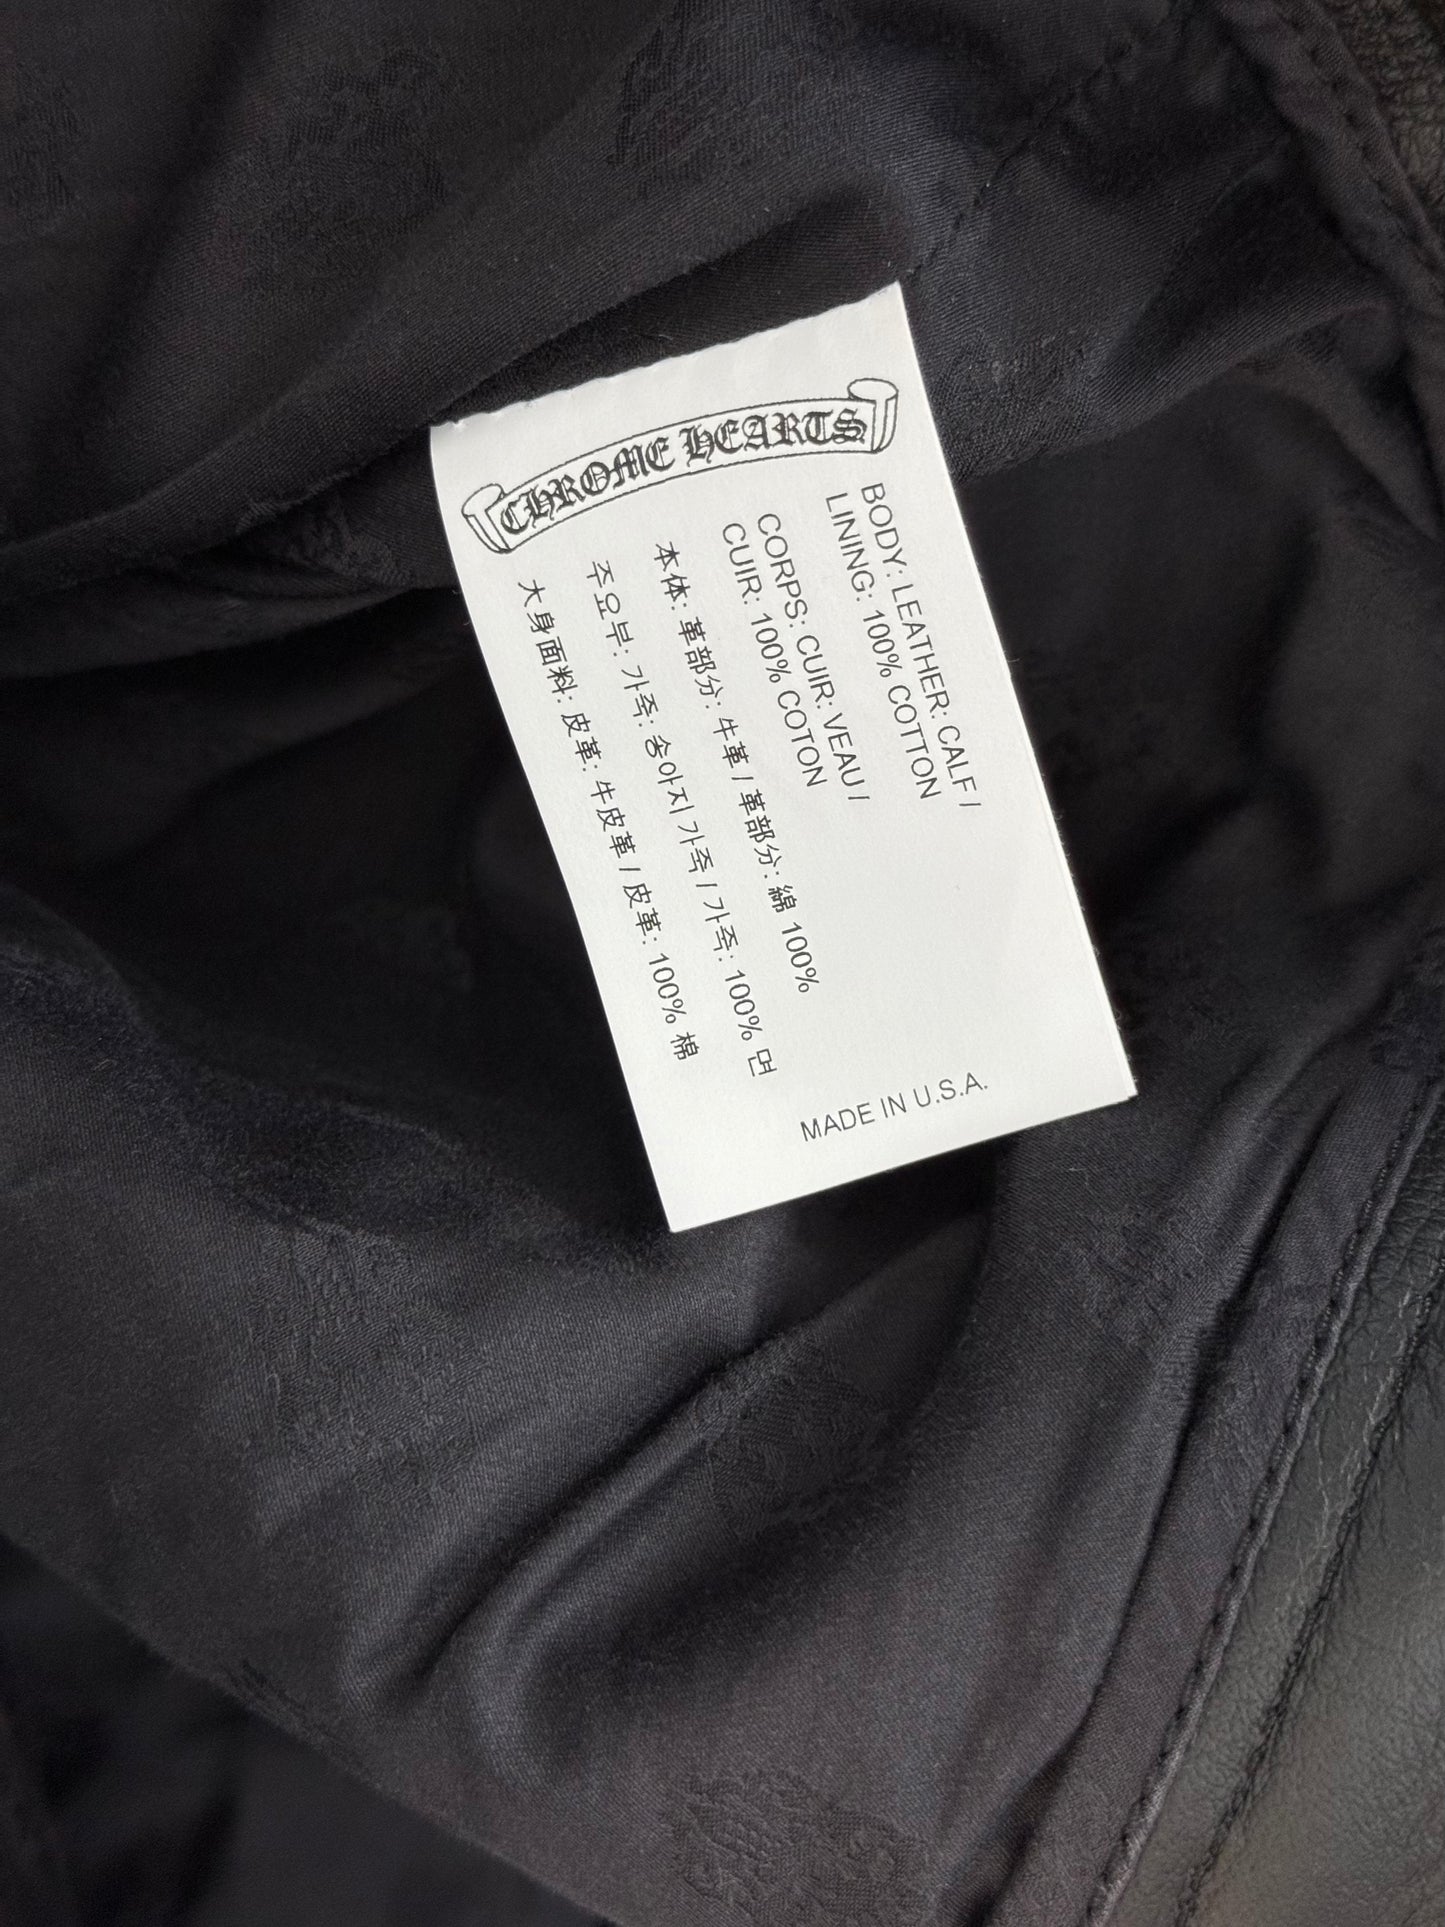 CHROME HEARTS
BODY: LEATHER: CALF /
LINING: 100% COTTON
CORPS: CUIR: VEAU /
CUIR: 100% COTON
本体: 革部分: 牛革 / 革部分: 綿 100%
주요부: 가죽: 송아지 가죽 / 가죽: 100% 면
大身面料: 皮革: 牛皮革 / 皮革: 100% 棉
MADE IN U.S.A.